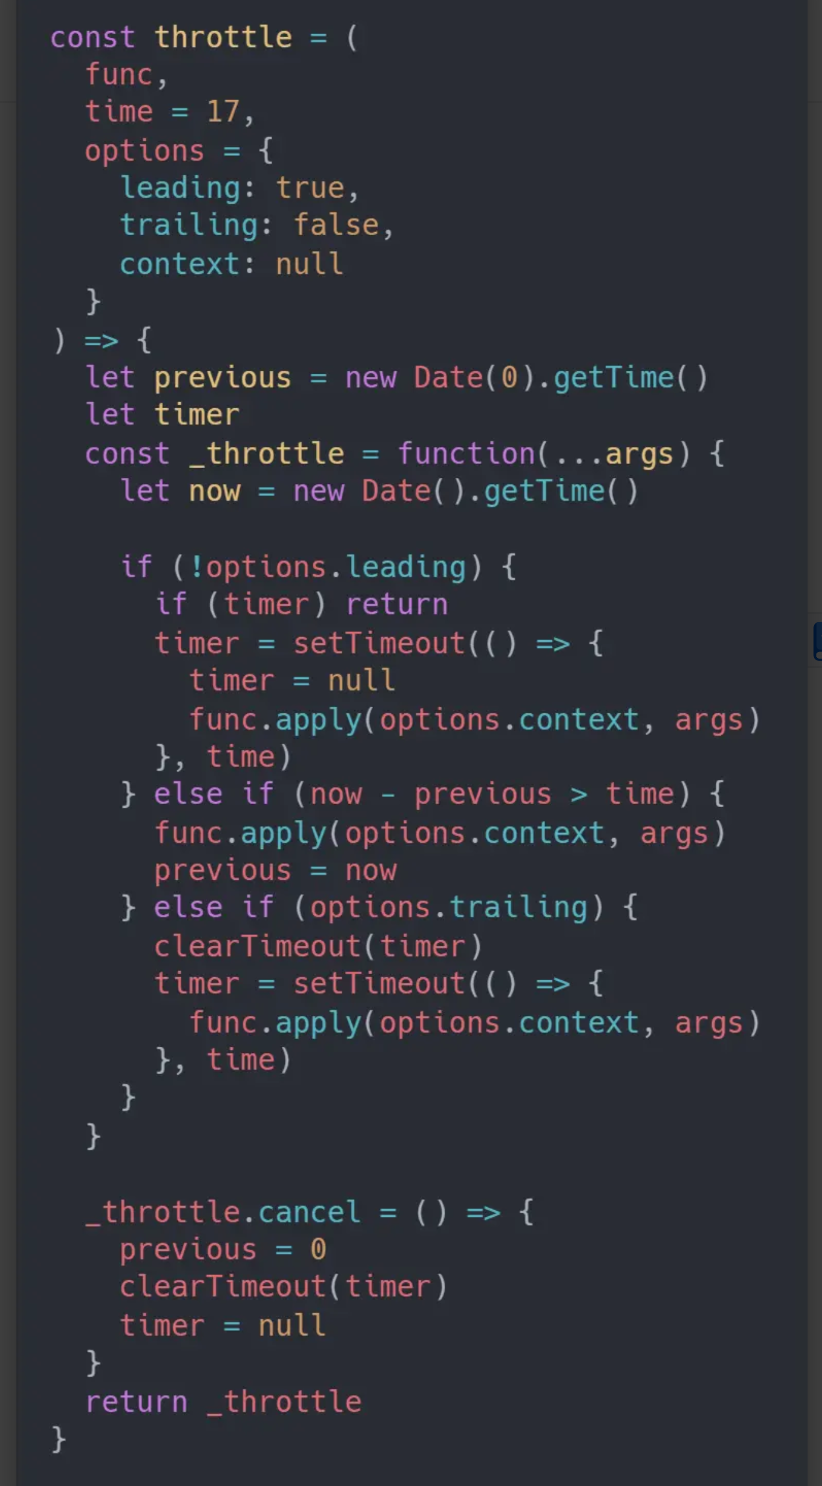 const throttle = (
  func,
  time = 17,
  options = {
    leading: true,
    trailing: false,
    context: null
  }
) => {
  let previous = new Date(0).getTime()
  let timer
  const _throttle = function(...args) {
    let now = new Date().getTime()

    if (!options.leading) {
      if (timer) return
      timer = setTimeout(() => {
        timer = null
        func.apply(options.context, args)
      }, time)
    } else if (now - previous > time) {
      func.apply(options.context, args)
      previous = now
    } else if (options.trailing) {
      clearTimeout(timer)
      timer = setTimeout(() => {
        func.apply(options.context, args)
      }, time)
    }
  }

  _throttle.cancel = () => {
    previous = 0
    clearTimeout(timer)
    timer = null
  }
  return _throttle
}